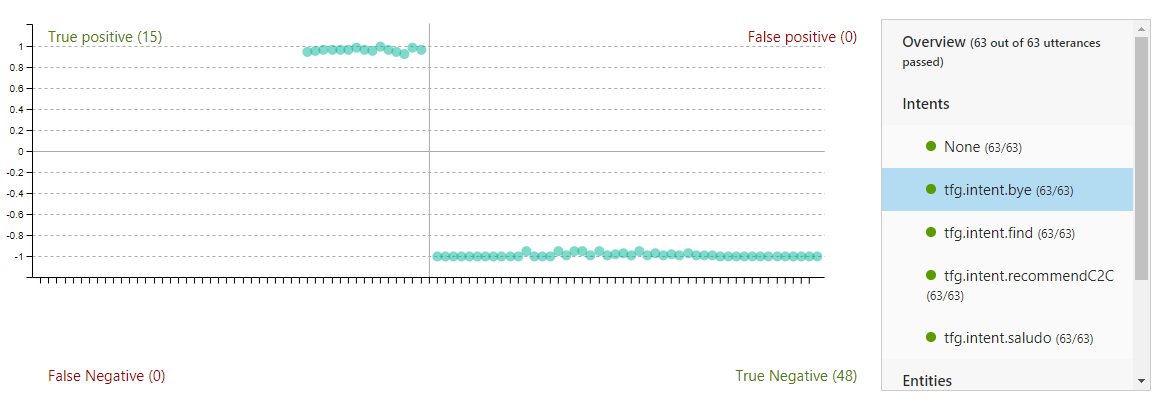 True positive (15)
False positive (0)
1
0.8
0.6
0.4
0.2
0
-0.2
-0.4
-0.6
-0.8
-1
False Negative (0)
True Negative (48)
Overview (63 out of 63 utterances
passed)
Intents
None (63/63)
tfg.intent.bye (63/63)
tfg.intent.find (63/63)
tfg.intent.recommendC2C
(63/63)
tfg.intent.saludo (63/63)
Entities